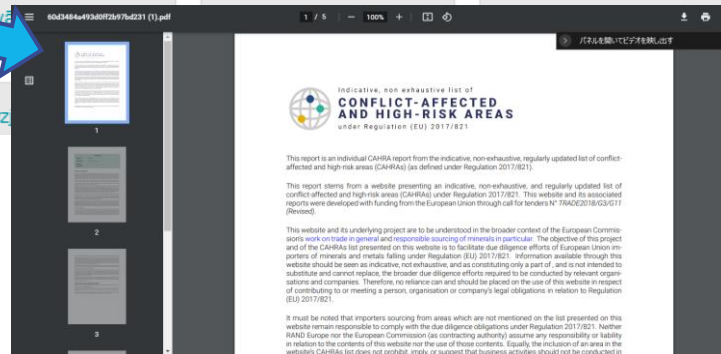 60d3484a493d0ff2b97bd231 (1).pdf
1 / 5
100%
パネルを開いてビデオを映し出す
1
2
3
Indicative, non exhaustive list of
CONFLICT-AFFECTED
AND HIGH-RISK AREAS
under Regulation (EU) 2017/821
This report is an individual CAHRA report from the indicative, non-exhaustive, regularly updated list of conflict-
affected and high-risk areas (CAHRAs) (as defined under Regulation 2017/821).
This report stems from a website presenting an indicative, non-exhaustive, and regularly updated list of
conflict-affected and high-risk areas (CAHRAs) under Regulation 2017/821. This website and its associated
reports were developed with funding from the European Union through call for tenders N° TRADE2018/G3/G11
(Revised).
This website and its underlying project are to be understood in the broader context of the European Commis-
sion's work on trade in general and responsible sourcing of minerals in particular. The objective of this project
and of the CAHRAs list presented on this website is to facilitate due diligence efforts of European Union im-
porters of minerals and metals falling under Regulation (EU) 2017/821. Information available through this
website should be seen as indicative, not exhaustive, and as constituting only a part of , and is not intended to
substitute and cannot replace, the broader due diligence efforts required to be conducted by relevant organi-
sations and companies. Therefore, no reliance can and should be placed on the use of this website in respect
of contributing to or meeting a person, organisation or company's legal obligations in relation to Regulation
(EU) 2017/821.
It must be noted that importers sourcing from areas which are not mentioned on the list presented on this
website remain responsible to comply with the due diligence obligations under Regulation 2017/821. Neither
RAND Europe nor the European Commission (as contracting authority) assume any responsibility or liability
in relation to the contents of this website nor the use of those contents. Equally, the inclusion of an area in the
website's CAHRAs list does not prohibit, imply, or suggest that business activities should not be conducted in